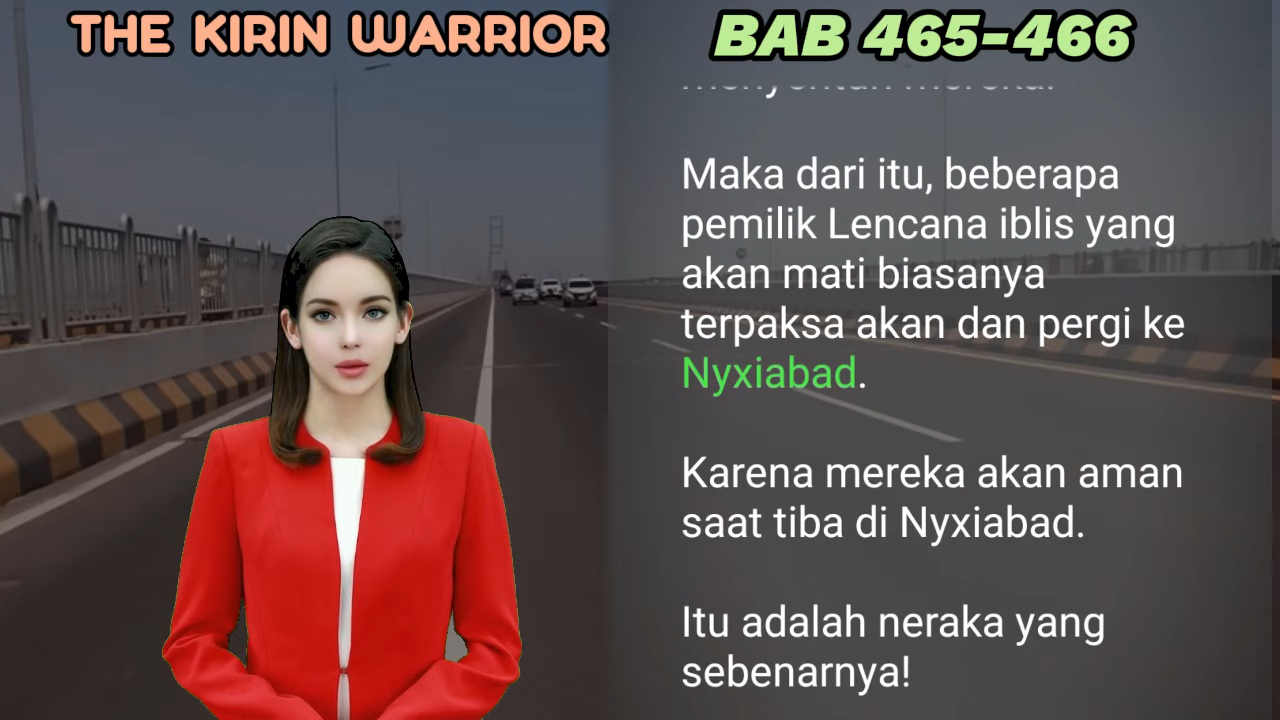 THE KIRIN WARRIOR
BAB 465-466
Maka dari itu, beberapa
pemilik Lencana iblis yang
akan mati biasanya
terpaksa akan dan pergi ke
Nyxiabad.
Karena mereka akan aman
saat tiba di Nyxiabad.
Itu adalah neraka yang
sebenarnya!